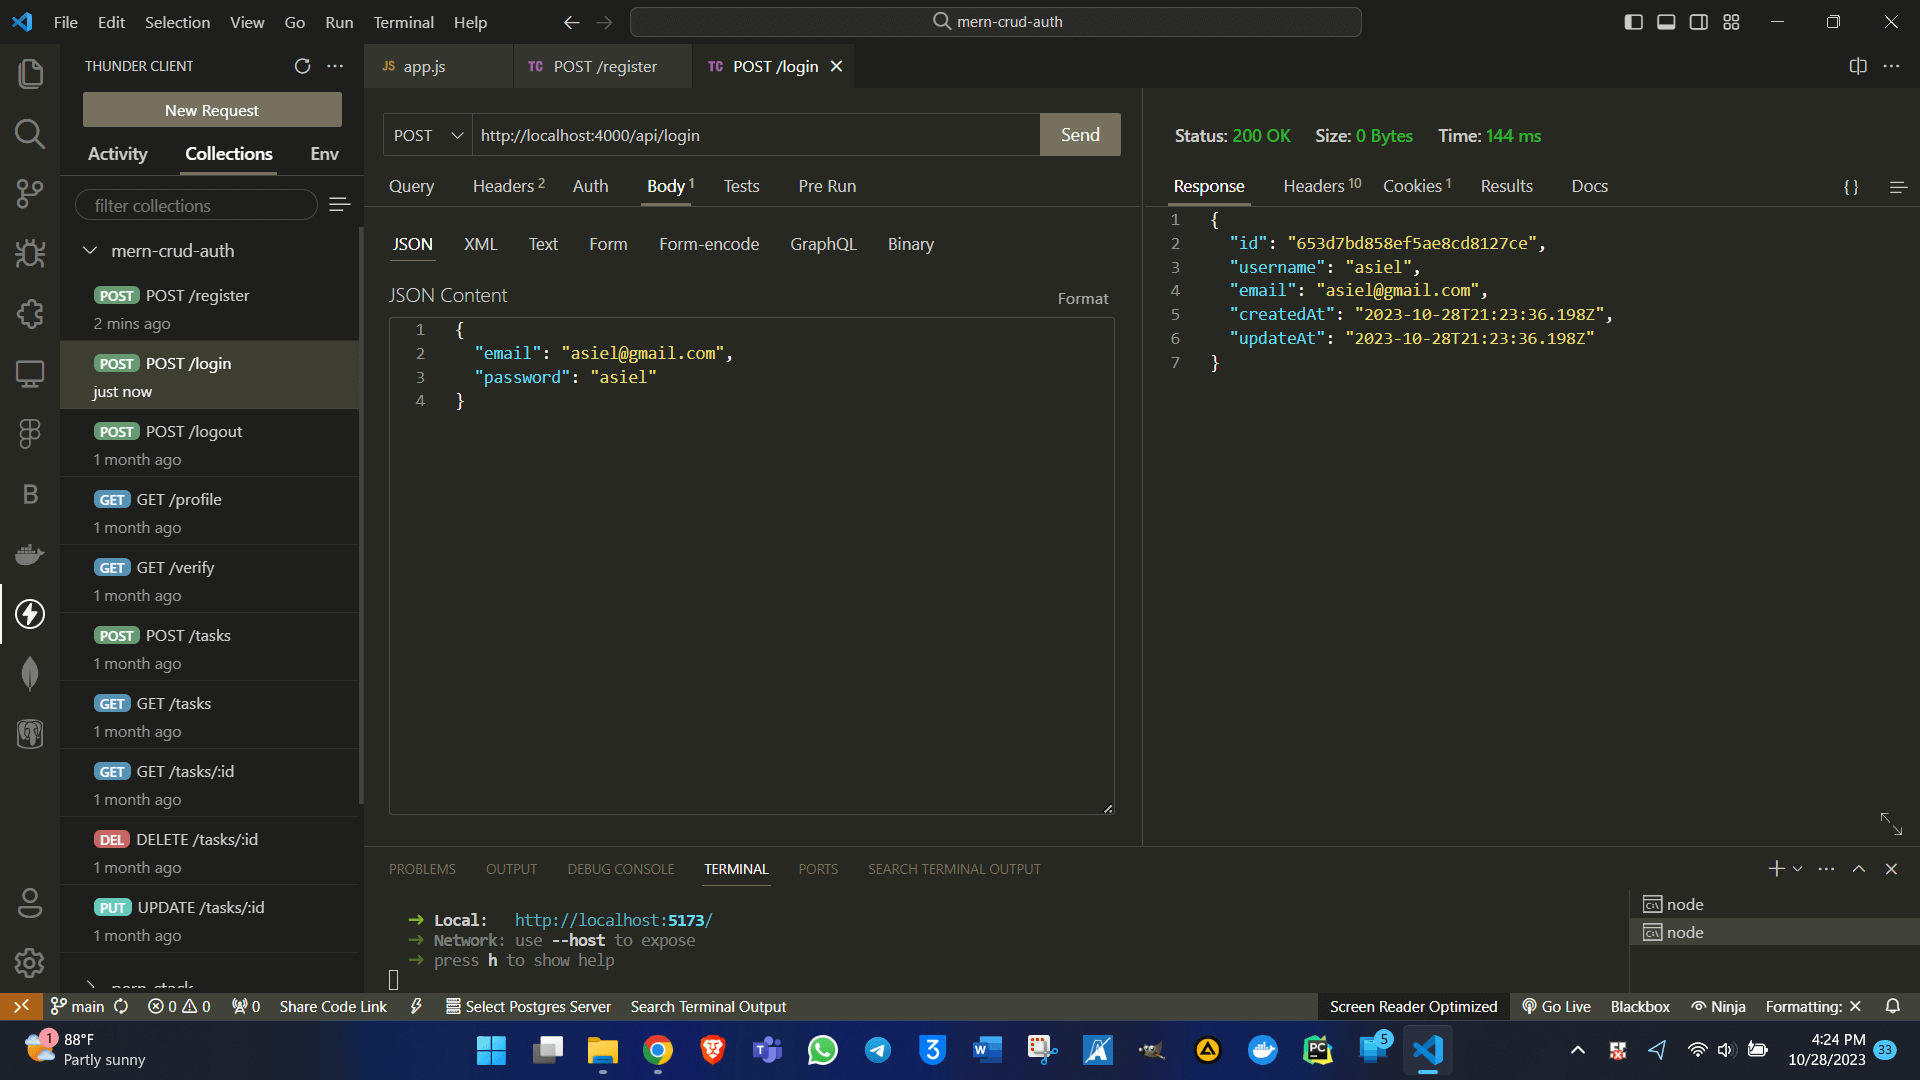 File Edit Selection View Go Run Terminal Help
mern-crud-auth
THUNDER CLIENT
New Request
Activity Collections Env
filter collections
mern-crud-auth
POST POST /register
2 mins ago
POST POST /login
just now
POST POST /logout
1 month ago
GET GET /profile
1 month ago
GET GET /verify
1 month ago
POST POST /tasks
1 month ago
GET GET /tasks
1 month ago
GET GET /tasks/:id
1 month ago
DEL DELETE /tasks/:id
1 month ago
PUT UPDATE /tasks/:id
1 month ago
JS app.js
TC POST /register
TC POST /login
POST http://localhost:4000/api/login Send
Query Headers 2 Auth Body 1 Tests Pre Run
JSON XML Text Form Form-encode GraphQL Binary
JSON Content
Format
1 {
2 "email": "asiel@gmail.com",
3 "password": "asiel"
4 }
Status: 200 OK Size: 0 Bytes Time: 144 ms
Response Headers 10 Cookies 1 Results Docs
{}
1 {
2 "id": "653d7bd858ef5ae8cd8127ce",
3 "username": "asiel",
4 "email": "asiel@gmail.com",
5 "createdAt": "2023-10-28T21:23:36.198Z",
6 "updateAt": "2023-10-28T21:23:36.198Z"
7 }
PROBLEMS OUTPUT DEBUG CONSOLE TERMINAL PORTS SEARCH TERMINAL OUTPUT
➜ Local: http://localhost:5173/
➜ Network: use --host to expose
➜ press h to show help
node
node
main 0 0 0 Share Code Link Select Postgres Server Search Terminal Output
Screen Reader Optimized Go Live Blackbox Ninja Formatting: ✕
1
88°F
Partly sunny
5
4:24 PM
10/28/2023
33